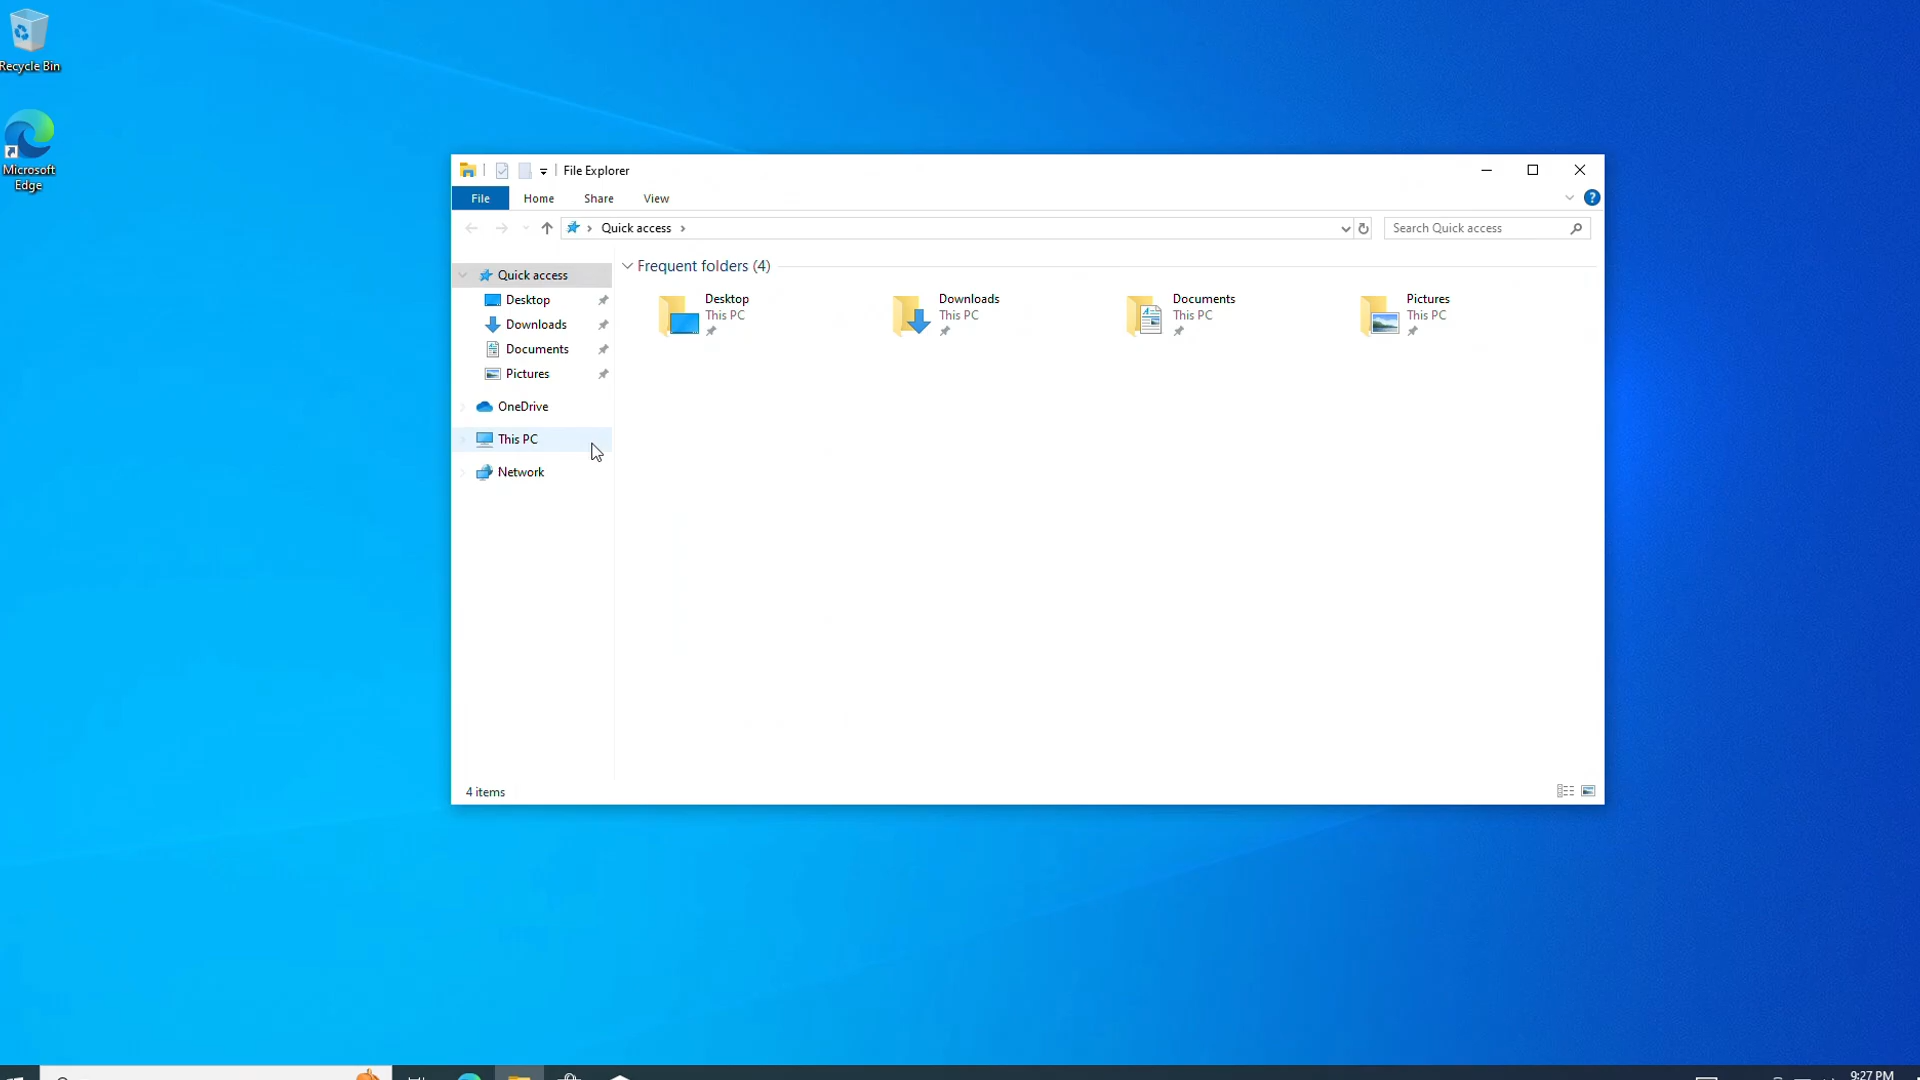 Recycle Bin
Microsoft
Edge
File Explorer
File
Home
Share
View
Quick access
Search Quick access
Quick access
Desktop
Downloads
Documents
Pictures
OneDrive
This PC
Network
Frequent folders (4)
Desktop
This PC
Downloads
This PC
Documents
This PC
Pictures
This PC
4 items
9:27 PM